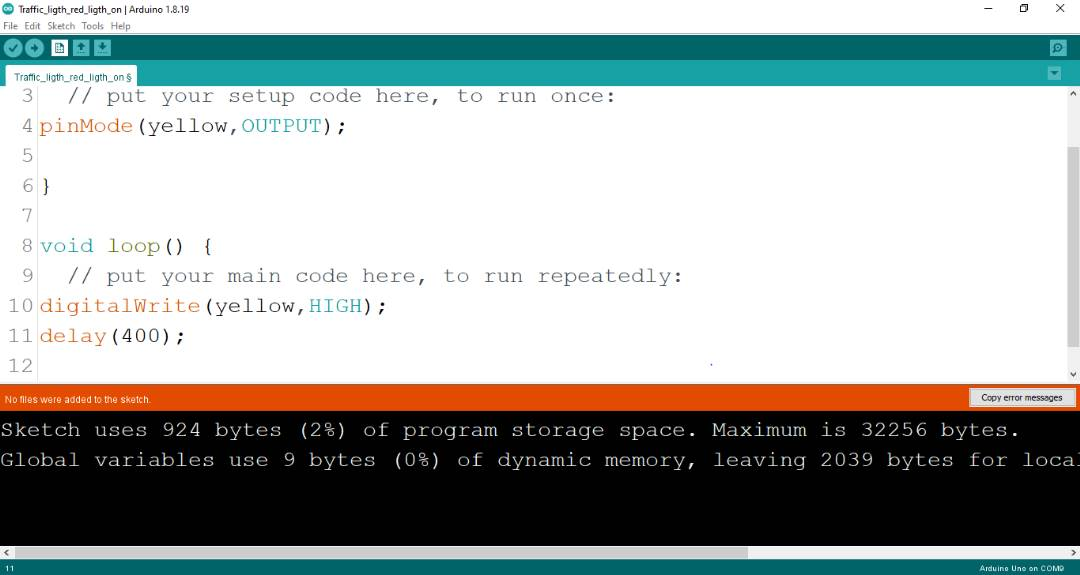 Traffic_ligth_red_ligth_on | Arduino 1.8.19
File Edit Sketch Tools Help
Traffic_ligth_red_ligth_on §
3 // put your setup code here, to run once:
4 pinMode(yellow,OUTPUT);
5
6 }
7
8 void loop() {
9 // put your main code here, to run repeatedly:
10 digitalWrite(yellow,HIGH);
11 delay(400);
12
No files were added to the sketch.
Copy error messages
Sketch uses 924 bytes (2%) of program storage space. Maximum is 32256 bytes.
Global variables use 9 bytes (0%) of dynamic memory, leaving 2039 bytes for local
11
Arduino Uno on COM9